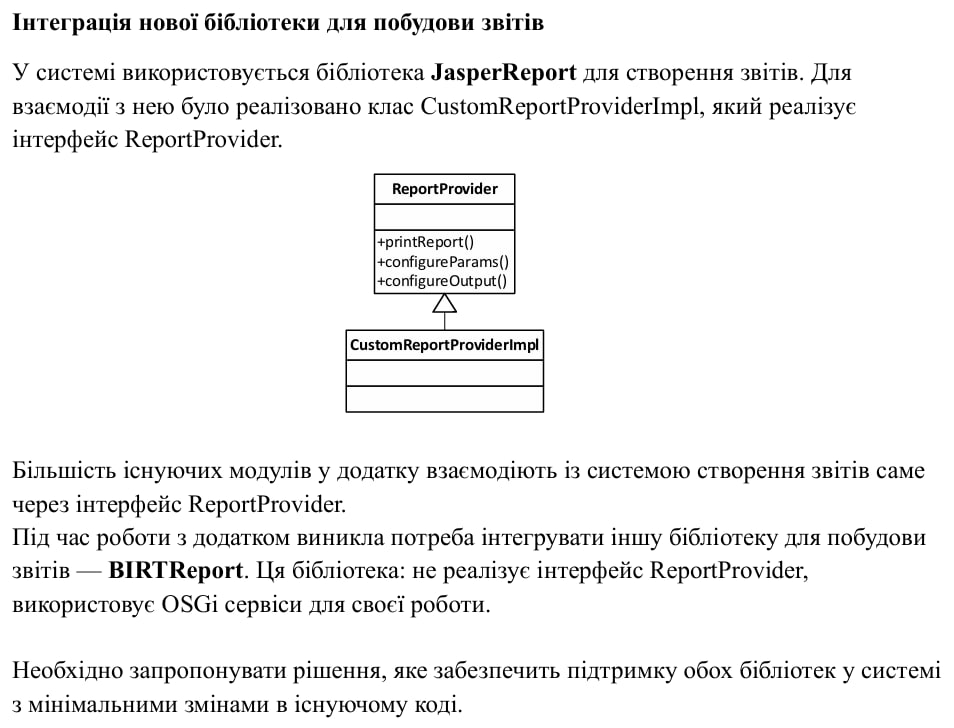 Інтеграція нової бібліотеки для побудови звітів
У системі використовується бібліотека JasperReport для створення звітів. Для
взаємодії з нею було реалізовано клас CustomReportProviderImpl, який реалізує
інтерфейс ReportProvider.
ReportProvider
+printReport()
+configureParams()
+configureOutput()
CustomReportProviderImpl
Більшість існуючих модулів у додатку взаємодіють із системою створення звітів саме
через інтерфейс ReportProvider.
Під час роботи з додатком виникла потреба інтегрувати іншу бібліотеку для побудови
звітів — BIRTReport. Ця бібліотека: не реалізує інтерфейс ReportProvider,
використовує OSGi сервіси для своєї роботи.
Необхідно запропонувати рішення, яке забезпечить підтримку обох бібліотек у системі
з мінімальними змінами в існуючому коді.